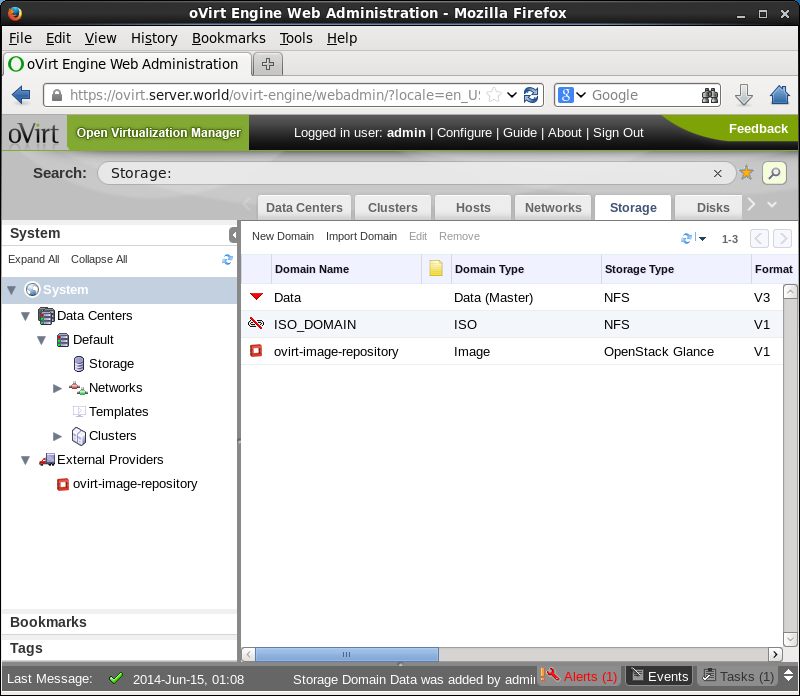 oVirt Engine Web Administration - Mozilla Firefox
File Edit View History Bookmarks Tools Help
oVirt Engine Web Administration
https://ovirt.server.world/ovirt-engine/webadmin/?locale=en_US
8 Google
oVirt Open Virtualization Manager Logged in user: admin | Configure | Guide | About | Sign Out Feedback
Search: Storage:
Data Centers Clusters Hosts Networks Storage Disks
System
Expand All Collapse All
New Domain Import Domain Edit Remove 1-3
Domain Name Domain Type Storage Type Format
Data Data (Master) NFS V3
ISO_DOMAIN ISO NFS V1
ovirt-image-repository Image OpenStack Glance V1
System
Data Centers
Default
Storage
Networks
Templates
Clusters
External Providers
ovirt-image-repository
Bookmarks
Tags
Last Message: 2014-Jun-15, 01:08 Storage Domain Data was added by admi Alerts (1) Events Tasks (1)